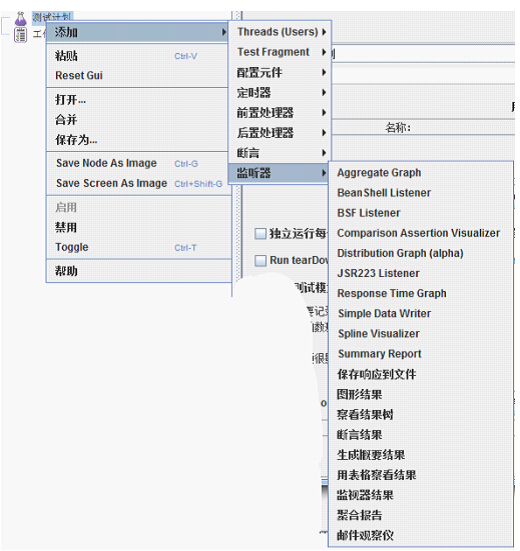 测试计划
工
添加
粘贴 Ctrl-V
Reset Gui
打开...
合并
保存为...
Save Node As Image Ctrl-G
Save Screen As Image Ctrl+Shift-G
启用
禁用
Toggle Ctrl-T
帮助
Threads (Users)
Test Fragment
配置元件
定时器
前置处理器
后置处理器
断言
监听器
名称:
独立运行每
Run tearDov
Aggregate Graph
BeanShell Listener
BSF Listener
Comparison Assertion Visualizer
Distribution Graph (alpha)
JSR223 Listener
Response Time Graph
Simple Data Writer
Spline Visualizer
Summary Report
保存响应到文件
图形结果
察看结果树
断言结果
生成概要结果
用表格察看结果
监视器结果
聚合报告
邮件观察仪